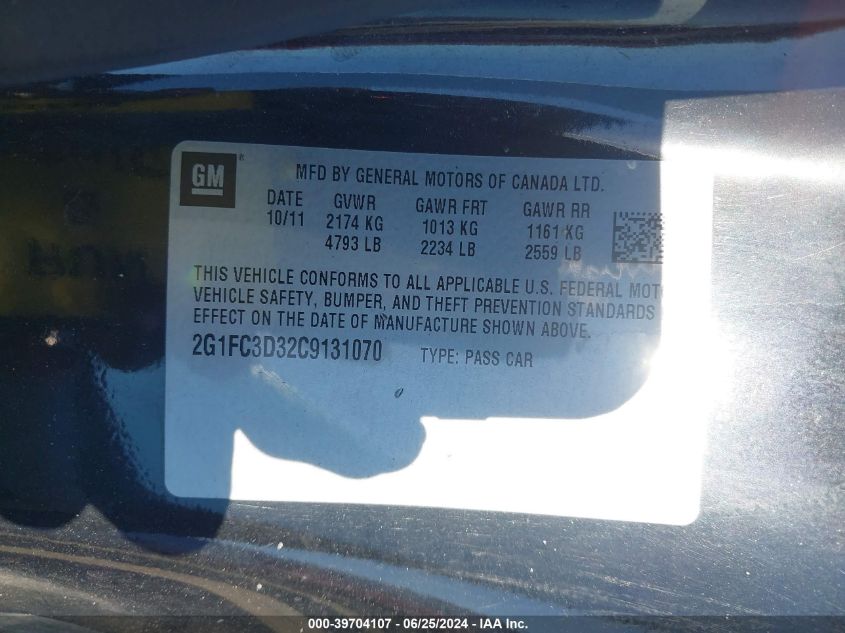 GM
MFD BY GENERAL MOTORS OF CANADA LTD.
DATE GVWR GAWR FRT GAWR RR
10/11 2174 KG 1013 KG 1161 KG
4793 LB 2234 LB 2559 LB
THIS VEHICLE CONFORMS TO ALL APPLICABLE U.S. FEDERAL MOTO
VEHICLE SAFETY, BUMPER, AND THEFT PREVENTION STANDARDS
EFFECT ON THE DATE OF MANUFACTURE SHOWN ABOVE.
2G1FC3D32C9131070 TYPE: PASS CAR
000-39704107 - 06/25/2024 - IAA Inc.